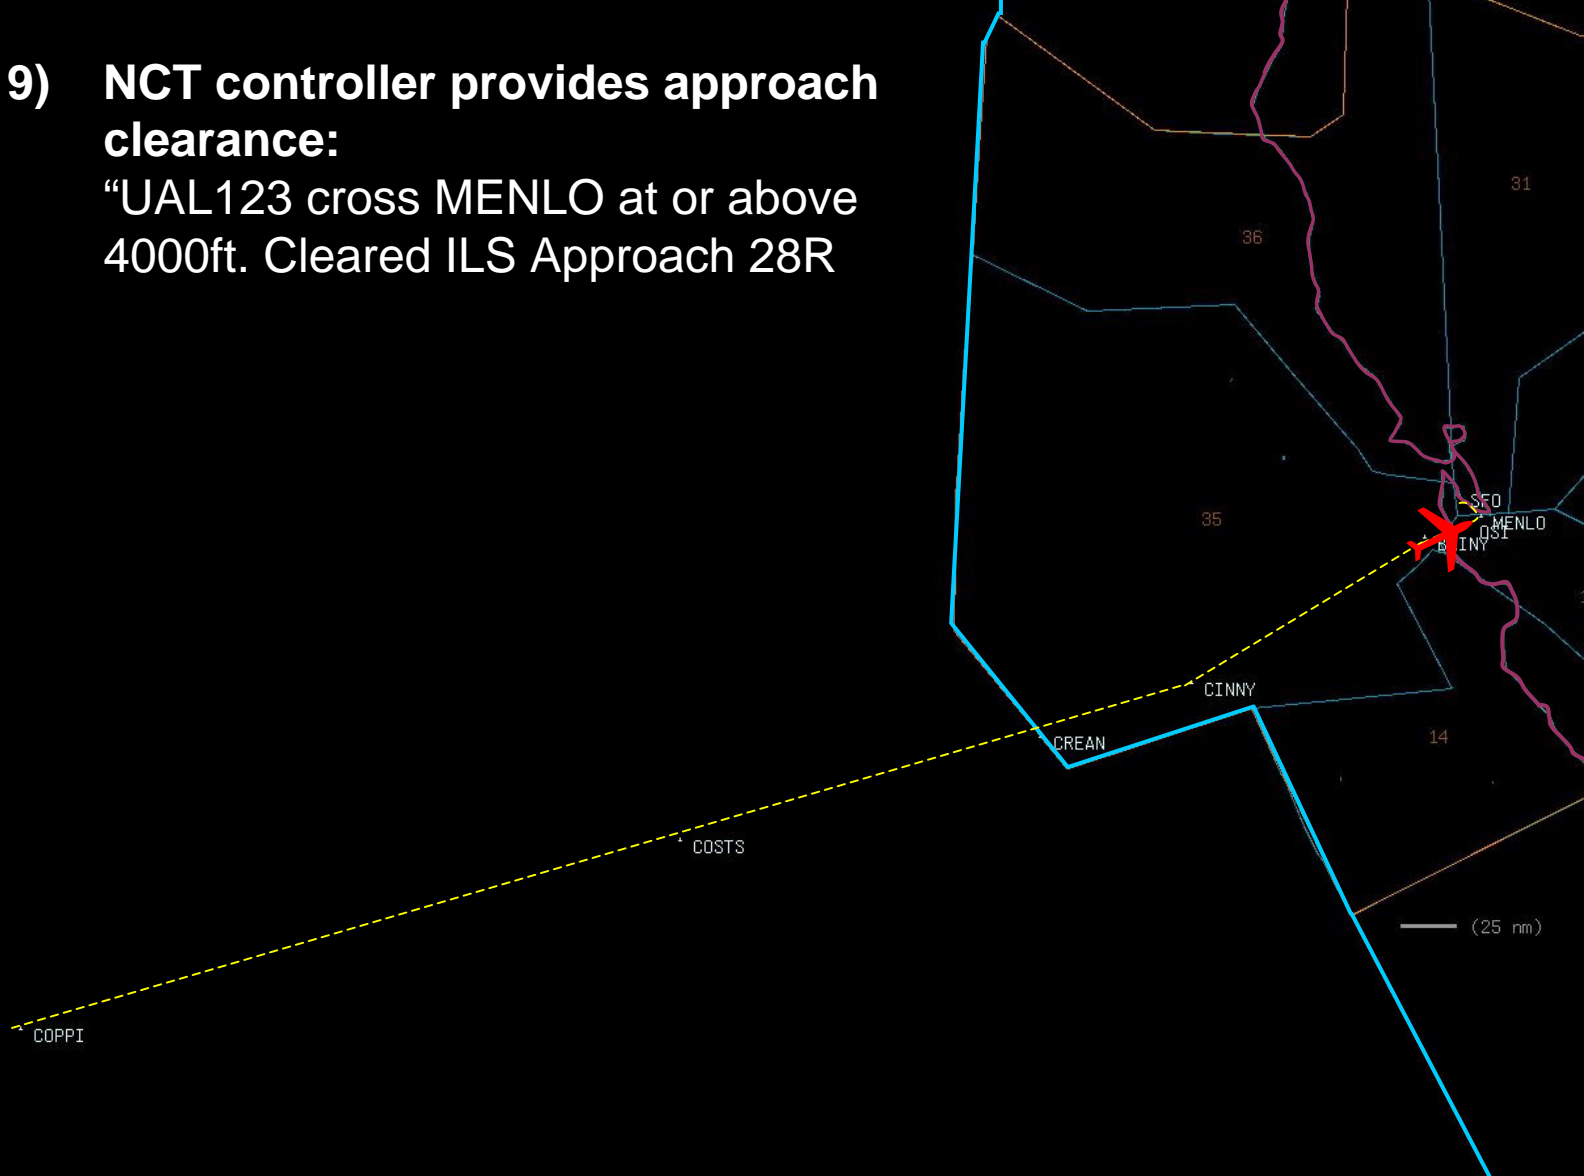 9) NCT controller provides approach
clearance:
“UAL123 cross MENLO at or above
4000ft. Cleared ILS Approach 28R
31
36
SFO
35
MENLO
OSI
CINNY
CREAN
14
COSTS
(25 nm)
COPPI